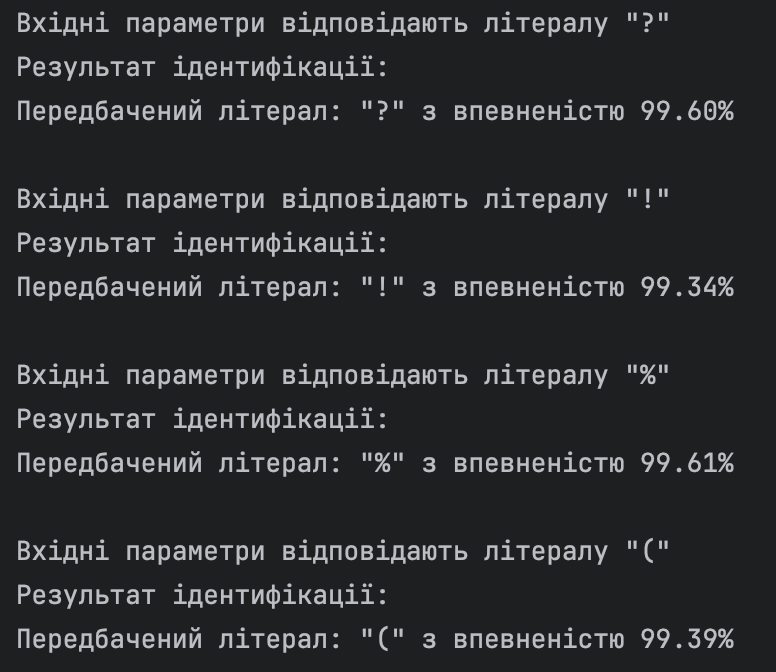 Вхідні параметри відповідають літералу "?"
Результат ідентифікації:
Передбачений літерал: "?" з впевненістю 99.60%
Вхідні параметри відповідають літералу "!"
Результат ідентифікації:
Передбачений літерал: "!" з впевненістю 99.34%
Вхідні параметри відповідають літералу "%"
Результат ідентифікації:
Передбачений літерал: "%" з впевненістю 99.61%
Вхідні параметри відповідають літералу "("
Результат ідентифікації:
Передбачений літерал: "(" з впевненістю 99.39%